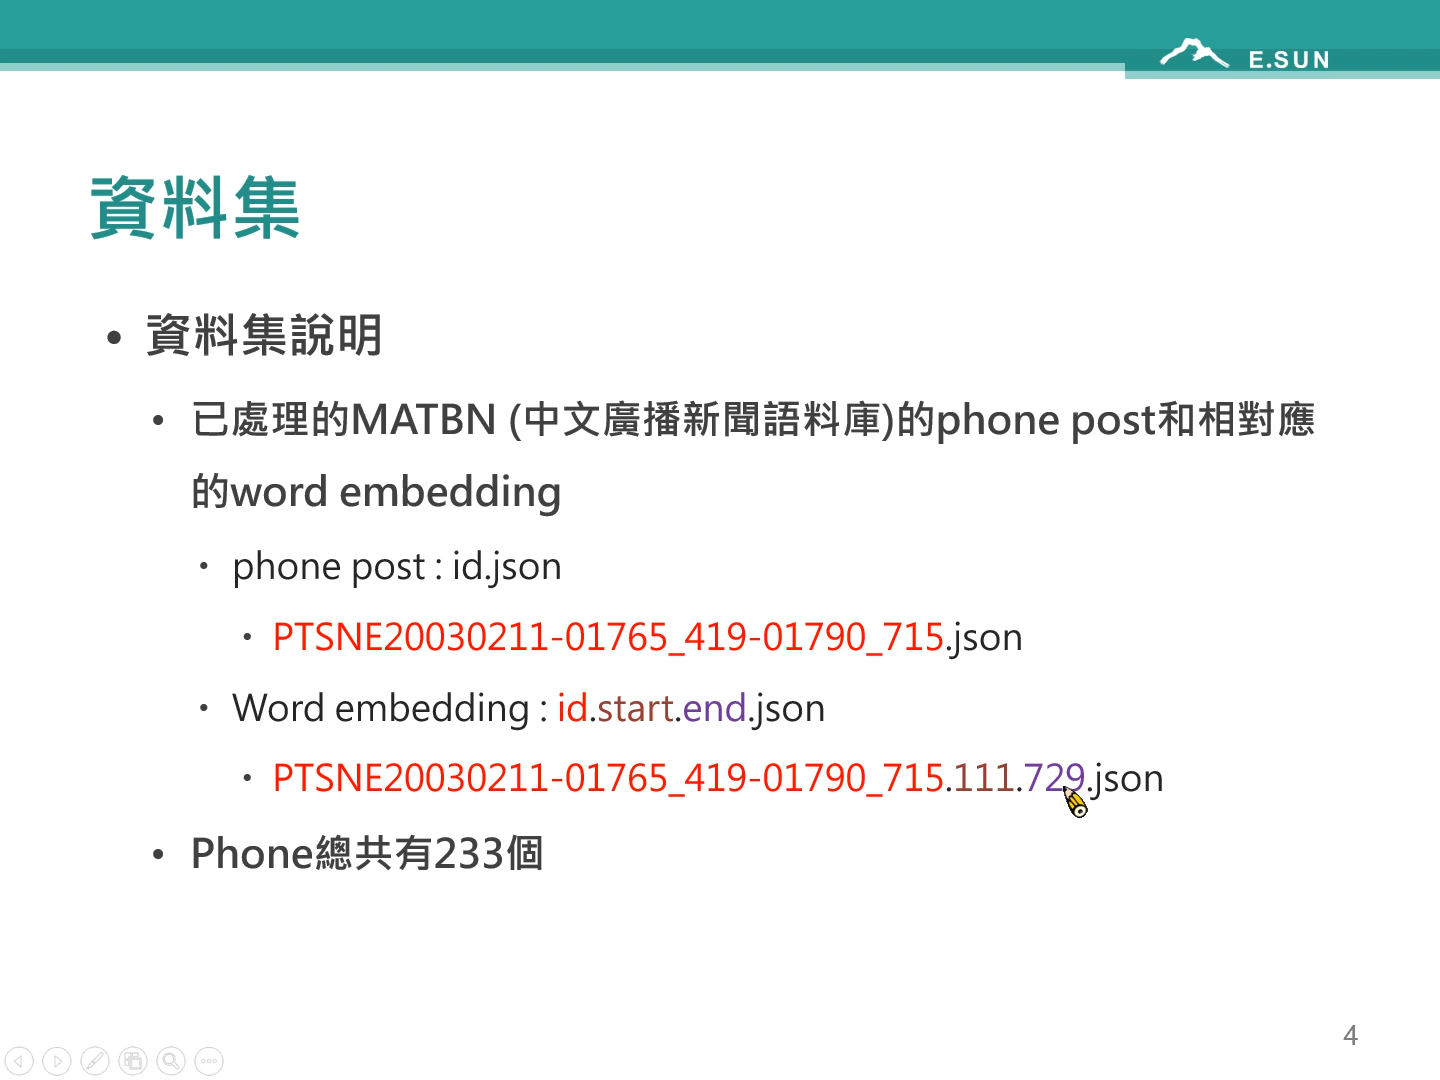 E.SUN
資料集
• 資料集說明
• 已處理的MATBN (中文廣播新聞語料庫)的phone post和相對應
的word embedding
• phone post : id.json
• PTSNE20030211-01765_419-01790_715.json
• Word embedding : id.start.end.json
• PTSNE20030211-01765_419-01790_715.111.729.json
• Phone總共有233個
4